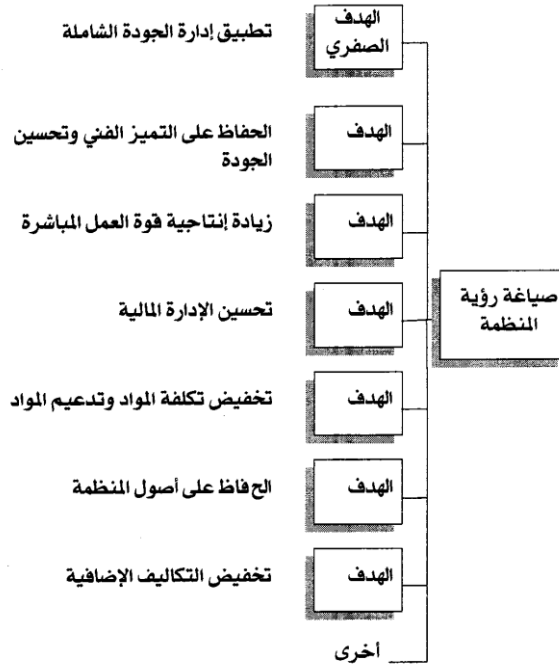 الهدف
الصفري
تطبيق إدارة الجودة الشاملة
الهدف
الحفاظ على التميز الفني وتحسين
الجودة
الهدف
زيادة إنتاجية قوة العمل المباشرة
صياغة رؤية
المنظمة
الهدف
تحسين الإدارة المالية
الهدف
تخفيض تكلفة المواد وتدعيم المواد
الهدف
الحفاظ على أصول المنظمة
الهدف
تخفيض التكاليف الإضافية
أخرى